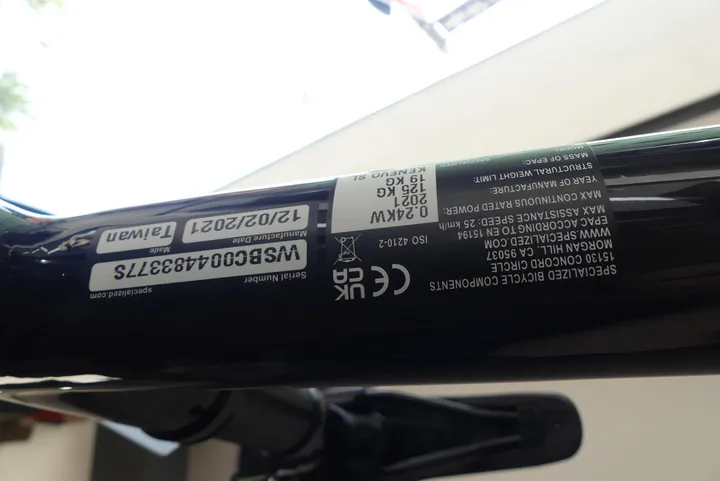 SPECIALIZED BICYCLE COMPONENTS
15130 CONCORD CIRCLE
MORGAN HILL, CA 95037
WWW.SPECIALIZED.COM
EPAC ACCORDING TO EN 15194
MAX ASSISTANCE SPEED: 25 km/h
MAX CONTINUOUS RATED POWER: 0.24KW
YEAR OF MANUFACTURE: 2021
STRUCTURAL WEIGHT LIMIT: 125 KG
MASS OF EPAC: 19 KG
KENEVO SL
CE
UK
CA
ISO 4210-2
Serial Number
specialized.com
WSBC004483377S
Manufacture Date
Made
12/02/2021
Taiwan